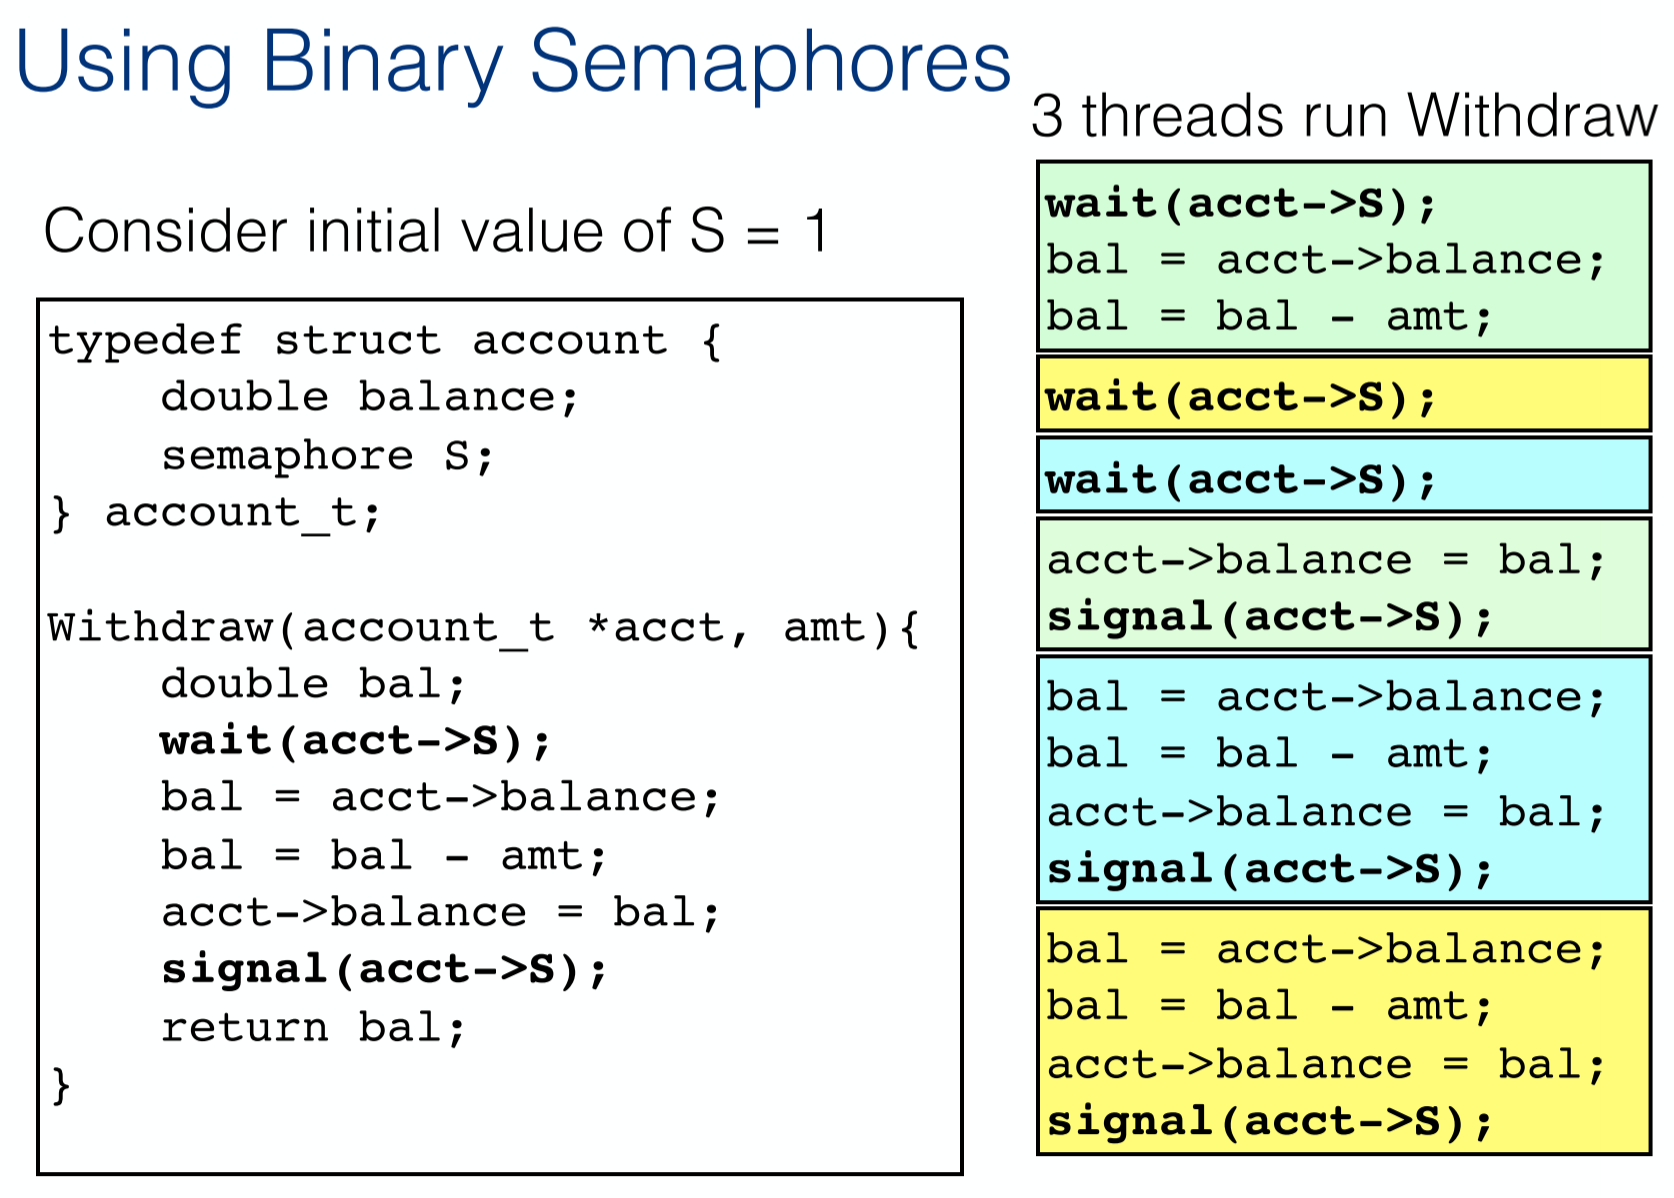 Using Binary Semaphores
Consider initial value of S = 1
typedef struct account {
double balance;
semaphore S;
} account_t;
Withdraw(account_t *acct, amt){
double bal;
wait(acct->S);
bal = acct->balance;
bal = bal - amt;
acct->balance = bal;
signal(acct->S);
return bal;
}
3 threads run Withdraw
wait(acct->S);
bal = acct->balance;
bal = bal - amt;
wait(acct->S);
wait(acct->S);
acct->balance = bal;
signal(acct->S);
bal = acct->balance;
bal = bal - amt;
acct->balance = bal;
signal(acct->S);
bal = acct->balance;
bal = bal - amt;
acct->balance = bal;
signal(acct->S);